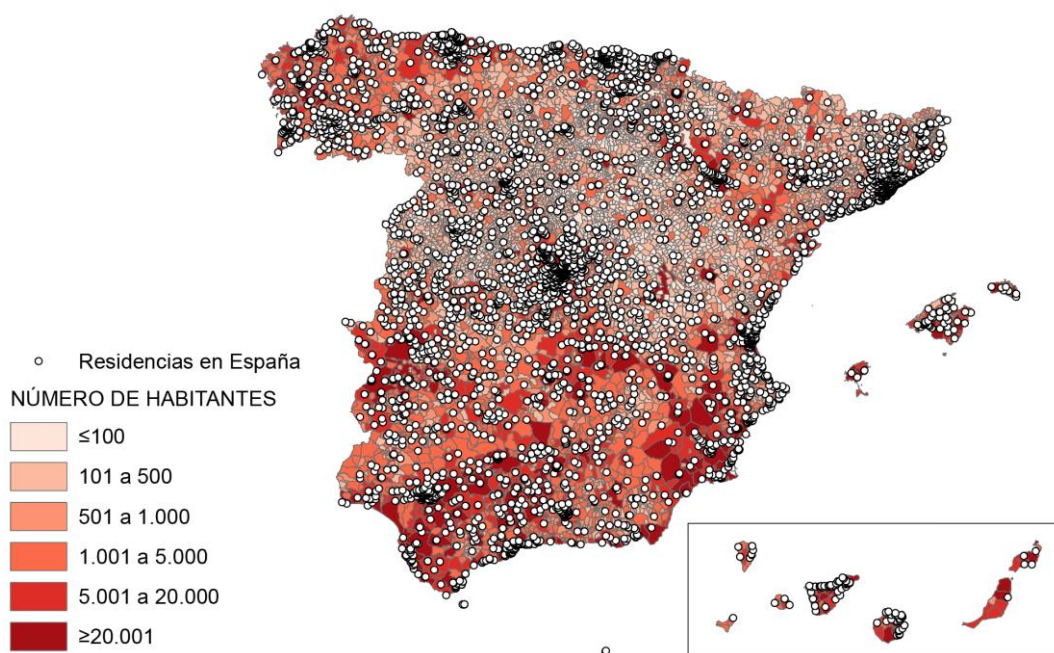 Residencias en España
NÚMERO DE HABITANTES
≤100
101 a 500
501 a 1.000
1.001 a 5.000
5.001 a 20.000
≥20.001